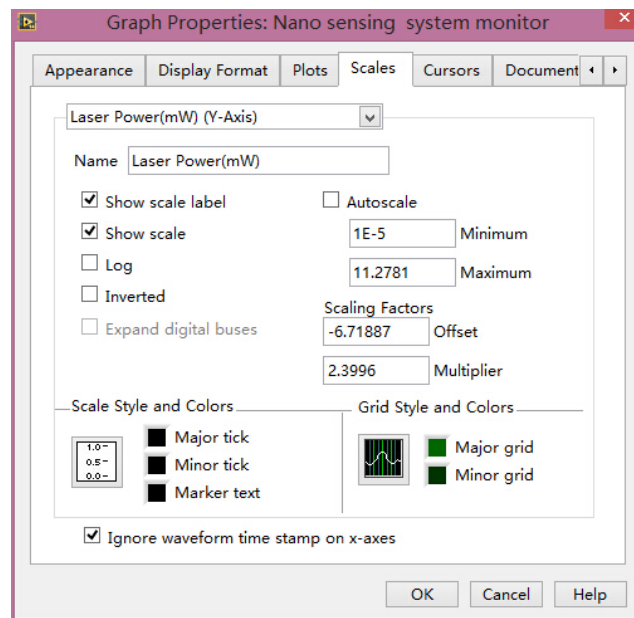 Graph Properties: Nano sensing system monitor
Appearance Display Format Plots Scales Cursors Document
Laser Power(mW) (Y-Axis)
Name Laser Power(mW)
Show scale label Autoscale
Show scale 1E-5 Minimum
Log 11.2781 Maximum
Inverted Scaling Factors
Expand digital buses -6.71887 Offset
2.3996 Multiplier
Scale Style and Colors Grid Style and Colors
1.0 Major tick Major grid
0.5 Minor tick Minor grid
0.0 Marker text
Ignore waveform time stamp on x-axes
OK Cancel Help